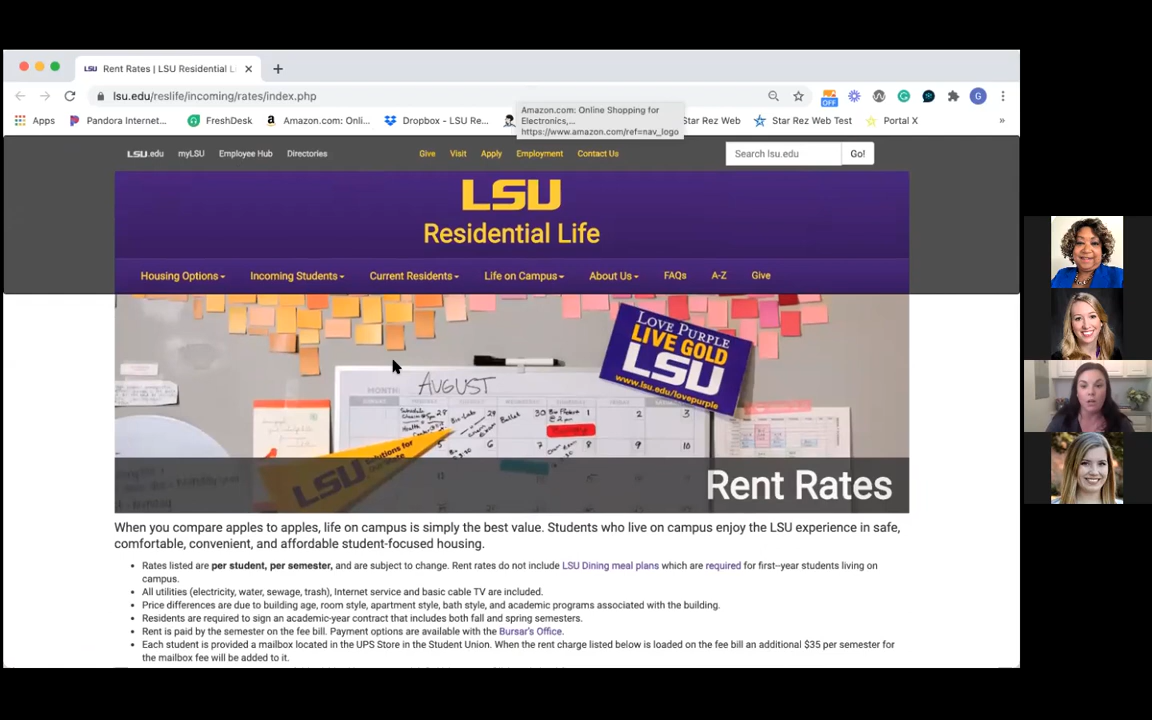 LSU Rent Rates | LSU Residential L
lsu.edu/reslife/incoming/rates/index.php
OFF
G
Apps Pandora Internet... FreshDesk Amazon.com: Onli... Dropbox - LSU Re... Star Rez Web Star Rez Web Test Portal X »
Amazon.com: Online Shopping for
Electronics,...
https://www.amazon.com/ref=nav_logo
LSU.edu myLSU Employee Hub Directories Give Visit Apply Employment Contact Us Search lsu.edu Go!
LSU
Residential Life
Housing Options Incoming Students Current Residents Life on Campus About Us FAQs A-Z Give
LOVE PURPLE
LIVE GOLD
LSU
www.lsu.edu/lovepurple
MONTH: AUGUST
30 1 2 3
6 7 8 9 10
LSU
Rent Rates
When you compare apples to apples, life on campus is simply the best value. Students who live on campus enjoy the LSU experience in safe,
comfortable, convenient, and affordable student-focused housing.
• Rates listed are per student, per semester, and are subject to change. Rent rates do not include LSU Dining meal plans which are required for first–year students living on
campus.
• All utilities (electricity, water, sewage, trash), Internet service and basic cable TV are included.
• Price differences are due to building age, room style, apartment style, bath style, and academic programs associated with the building.
• Residents are required to sign an academic-year contract that includes both fall and spring semesters.
• Rent is paid by the semester on the fee bill. Payment options are available with the Bursar's Office.
• Each student is provided a mailbox located in the UPS Store in the Student Union. When the rent charge listed below is loaded on the fee bill an additional $35 per semester for
the mailbox fee will be added to it.